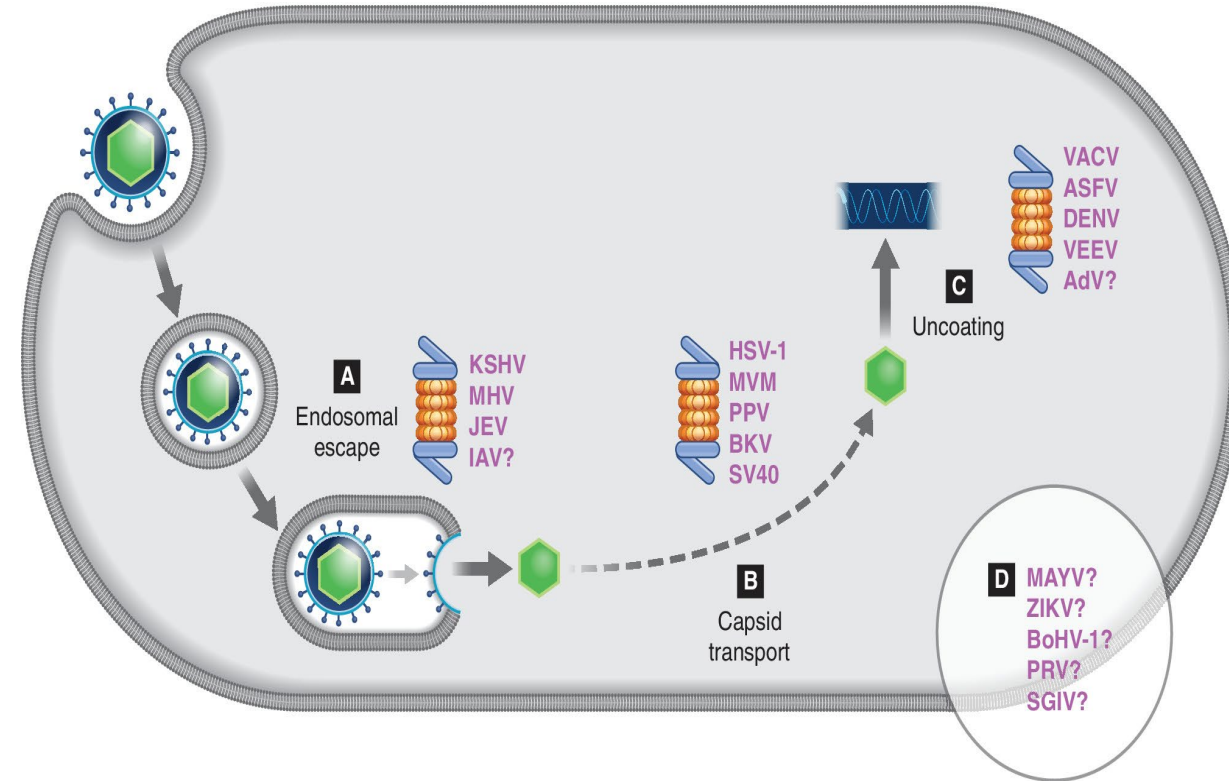 A
Endosomal
escape
KSHV
MHV
JEV
IAV?
HSV-1
MVM
PPV
BKV
SV40
B
Capsid
transport
C
Uncoating
VACV
ASFV
DENV
VEEV
AdV?
D
MAYV?
ZIKV?
BoHV-1?
PRV?
SGIV?